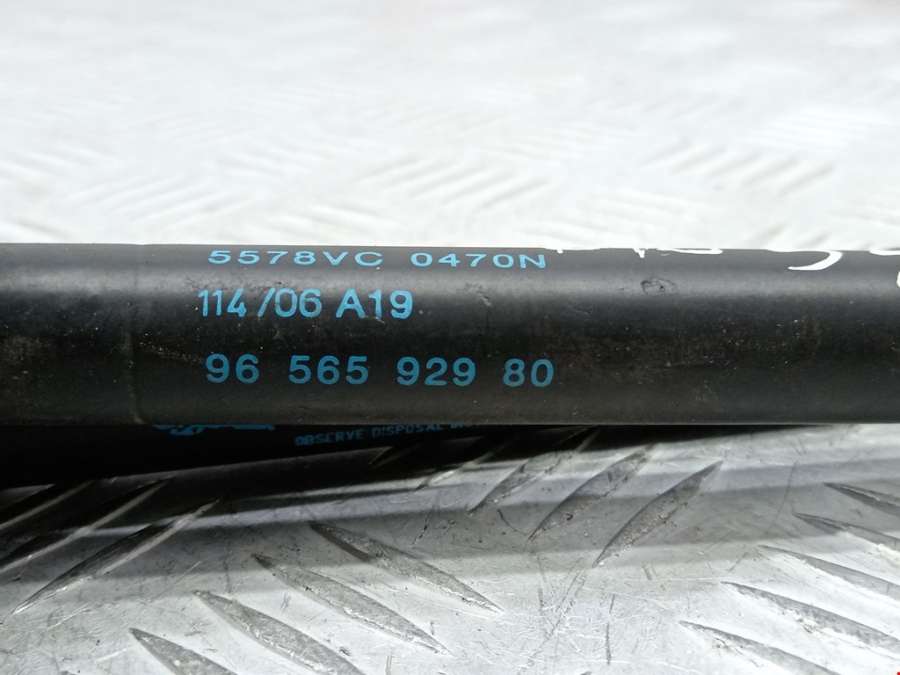 5578VC 0470N
114/06 A19
96 565 929 80
OBSERVE DISPOSAL